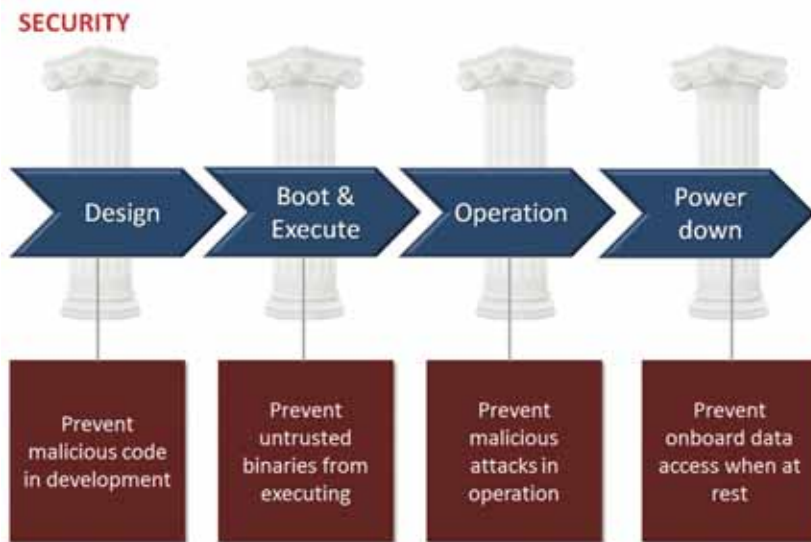 SECURITY
Design
Boot &
Execute
Operation
Power
down
Prevent
malicious code
in development
Prevent
untrusted
binaries from
executing
Prevent
malicious
attacks in
operation
Prevent
onboard data
access when at
rest